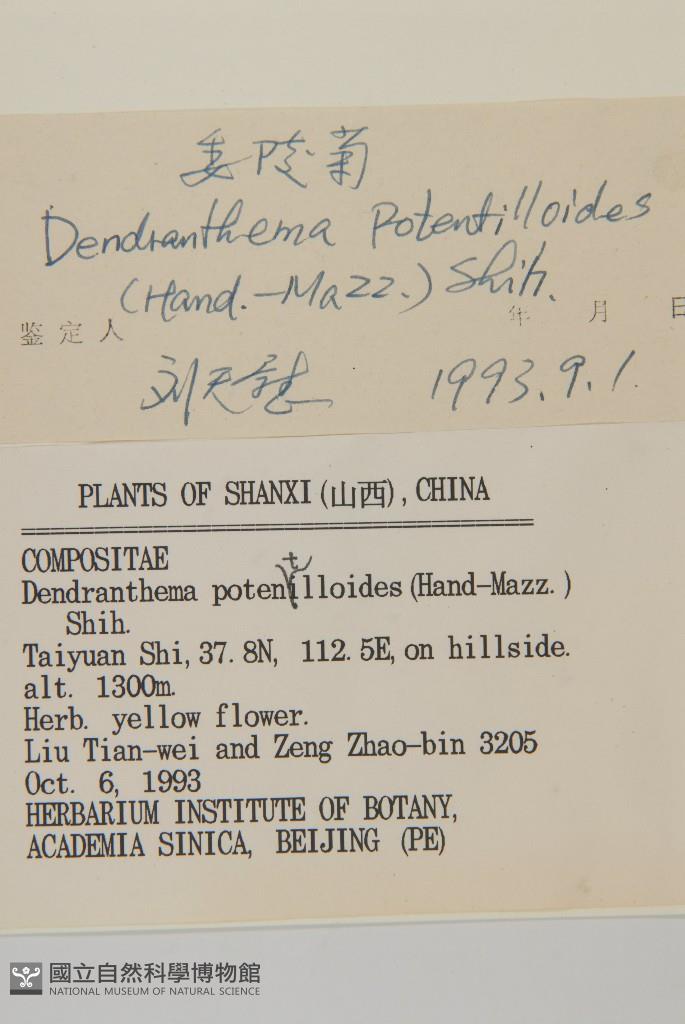 委陵菊
Dendranthema Potentilloides
(Hand.-Mazz.) Shih.
鉴定人 年 月 日
刘天慰 1993.9.1.
PLANTS OF SHANXI (山西), CHINA
COMPOSITAE
Dendranthema potentilloides (Hand-Mazz.)
Shih.
Taiyuan Shi, 37.8N, 112.5E, on hillside.
alt. 1300m.
Herb. yellow flower.
Liu Tian-wei and Zeng Zhao-bin 3205
Oct. 6, 1993
HERBARIUM INSTITUTE OF BOTANY,
ACADEMIA SINICA, BEIJING (PE)
國立自然科學博物館
NATIONAL MUSEUM OF NATURAL SCIENCE